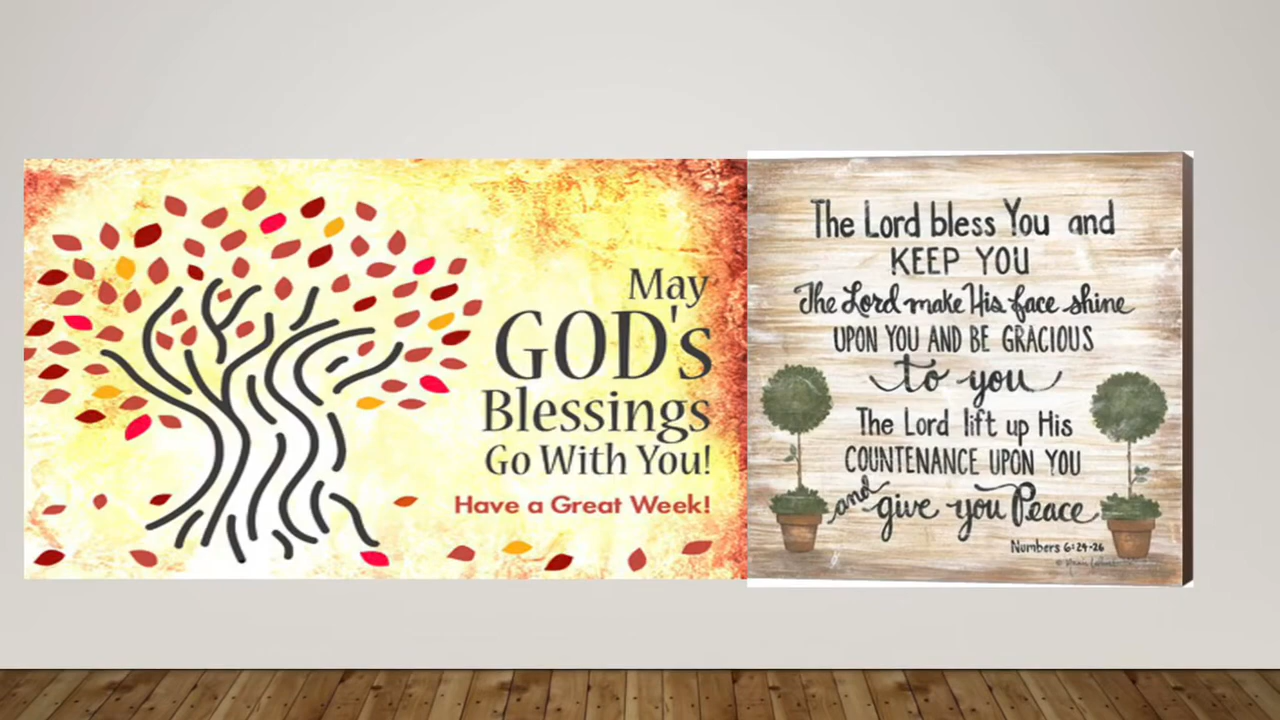 May
GOD's
Blessings
Go With You!
Have a Great Week!
The Lord bless You and
KEEP YOU
The Lord make His face shine
UPON YOU AND BE GRACIOUS
to you
The Lord lift up His
COUNTENANCE UPON YOU
and give you Peace
Numbers 6:24-26